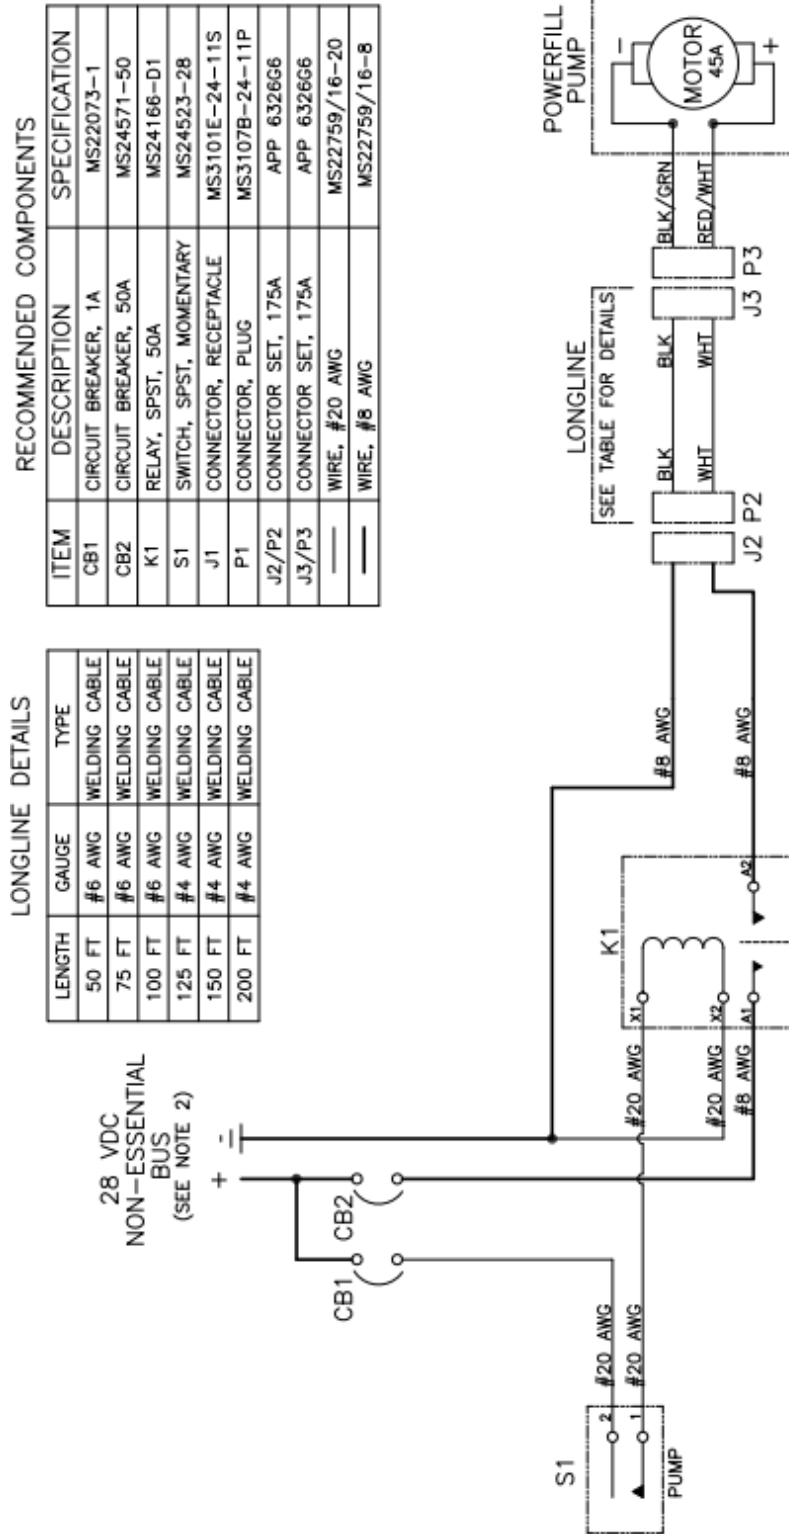 LONGLINE DETAILS
LENGTH GAUGE TYPE
50 FT #6 AWG WELDING CABLE
75 FT #6 AWG WELDING CABLE
100 FT #6 AWG WELDING CABLE
125 FT #4 AWG WELDING CABLE
150 FT #4 AWG WELDING CABLE
200 FT #4 AWG WELDING CABLE
RECOMMENDED COMPONENTS
ITEM DESCRIPTION SPECIFICATION
CB1 CIRCUIT BREAKER, 1A MS22073-1
CB2 CIRCUIT BREAKER, 50A MS24571-50
K1 RELAY, SPST, 50A MS24166-D1
S1 SWITCH, SPST, MOMENTARY MS24523-28
J1 CONNECTOR, RECEPTACLE MS3101E-24-11S
P1 CONNECTOR, PLUG MS3107B-24-11P
J2/P2 CONNECTOR SET, 175A APP 6326G6
J3/P3 CONNECTOR SET, 175A APP 6326G6
WIRE, #20 AWG MS22759/16-20
WIRE, #8 AWG MS22759/16-8
28 VDC
NON-ESSENTIAL
BUS
(SEE NOTE 2)
+ -
CB1
CB2
S1
2
1
PUMP
#20 AWG
#20 AWG
K1
X1
X2
A1
A2
#20 AWG
#20 AWG
#8 AWG
#8 AWG
#8 AWG
J2 P2
LONGLINE
SEE TABLE FOR DETAILS
BLK BLK
WHT WHT
J3 P3
BLK/GRN
RED/WHT
POWERFILL
PUMP
-
MOTOR
45A
+